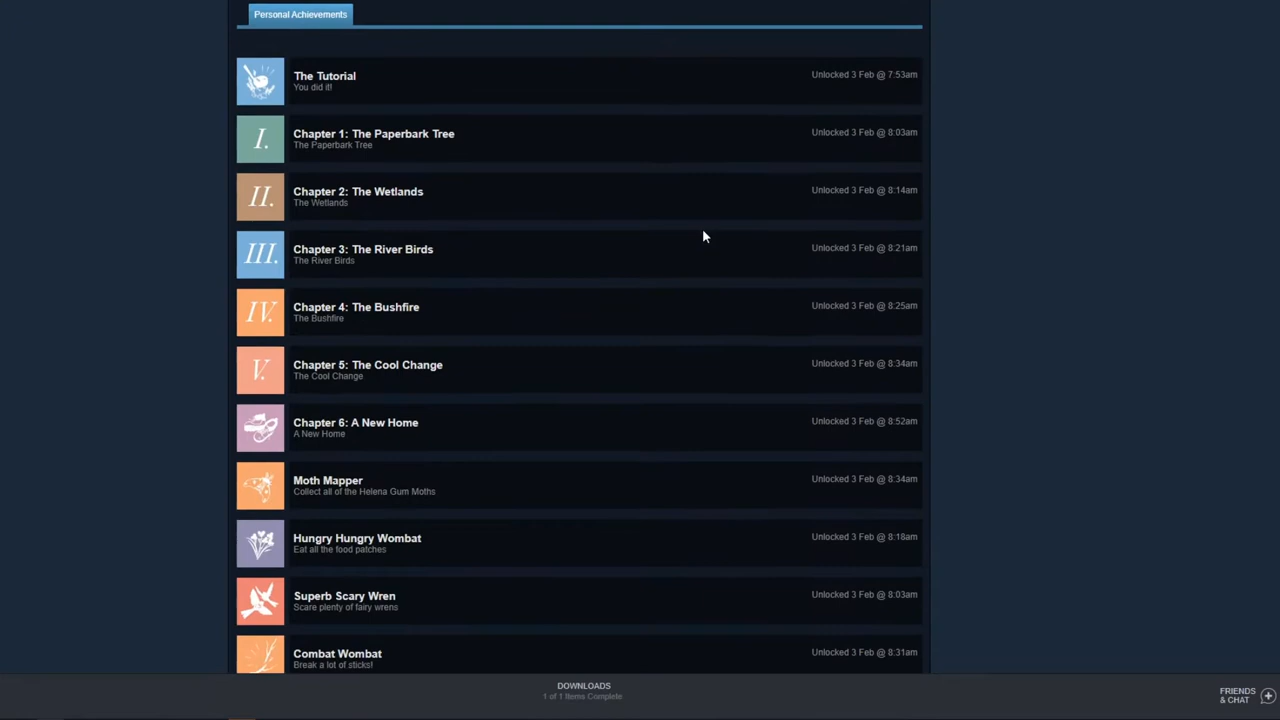 Personal Achievements
The Tutorial
You did it!
Unlocked 3 Feb @ 7:53am
I.
Chapter 1: The Paperbark Tree
The Paperbark Tree
Unlocked 3 Feb @ 8:03am
II.
Chapter 2: The Wetlands
The Wetlands
Unlocked 3 Feb @ 8:14am
III.
Chapter 3: The River Birds
The River Birds
Unlocked 3 Feb @ 8:21am
IV.
Chapter 4: The Bushfire
The Bushfire
Unlocked 3 Feb @ 8:25am
V.
Chapter 5: The Cool Change
The Cool Change
Unlocked 3 Feb @ 8:34am
Chapter 6: A New Home
A New Home
Unlocked 3 Feb @ 8:52am
Moth Mapper
Collect all of the Helena Gum Moths
Unlocked 3 Feb @ 8:34am
Hungry Hungry Wombat
Eat all the food patches
Unlocked 3 Feb @ 8:18am
Superb Scary Wren
Scare plenty of fairy wrens
Unlocked 3 Feb @ 8:03am
Combat Wombat
Break a lot of sticks!
Unlocked 3 Feb @ 8:31am
DOWNLOADS
1 of 1 Items Complete
FRIENDS
& CHAT